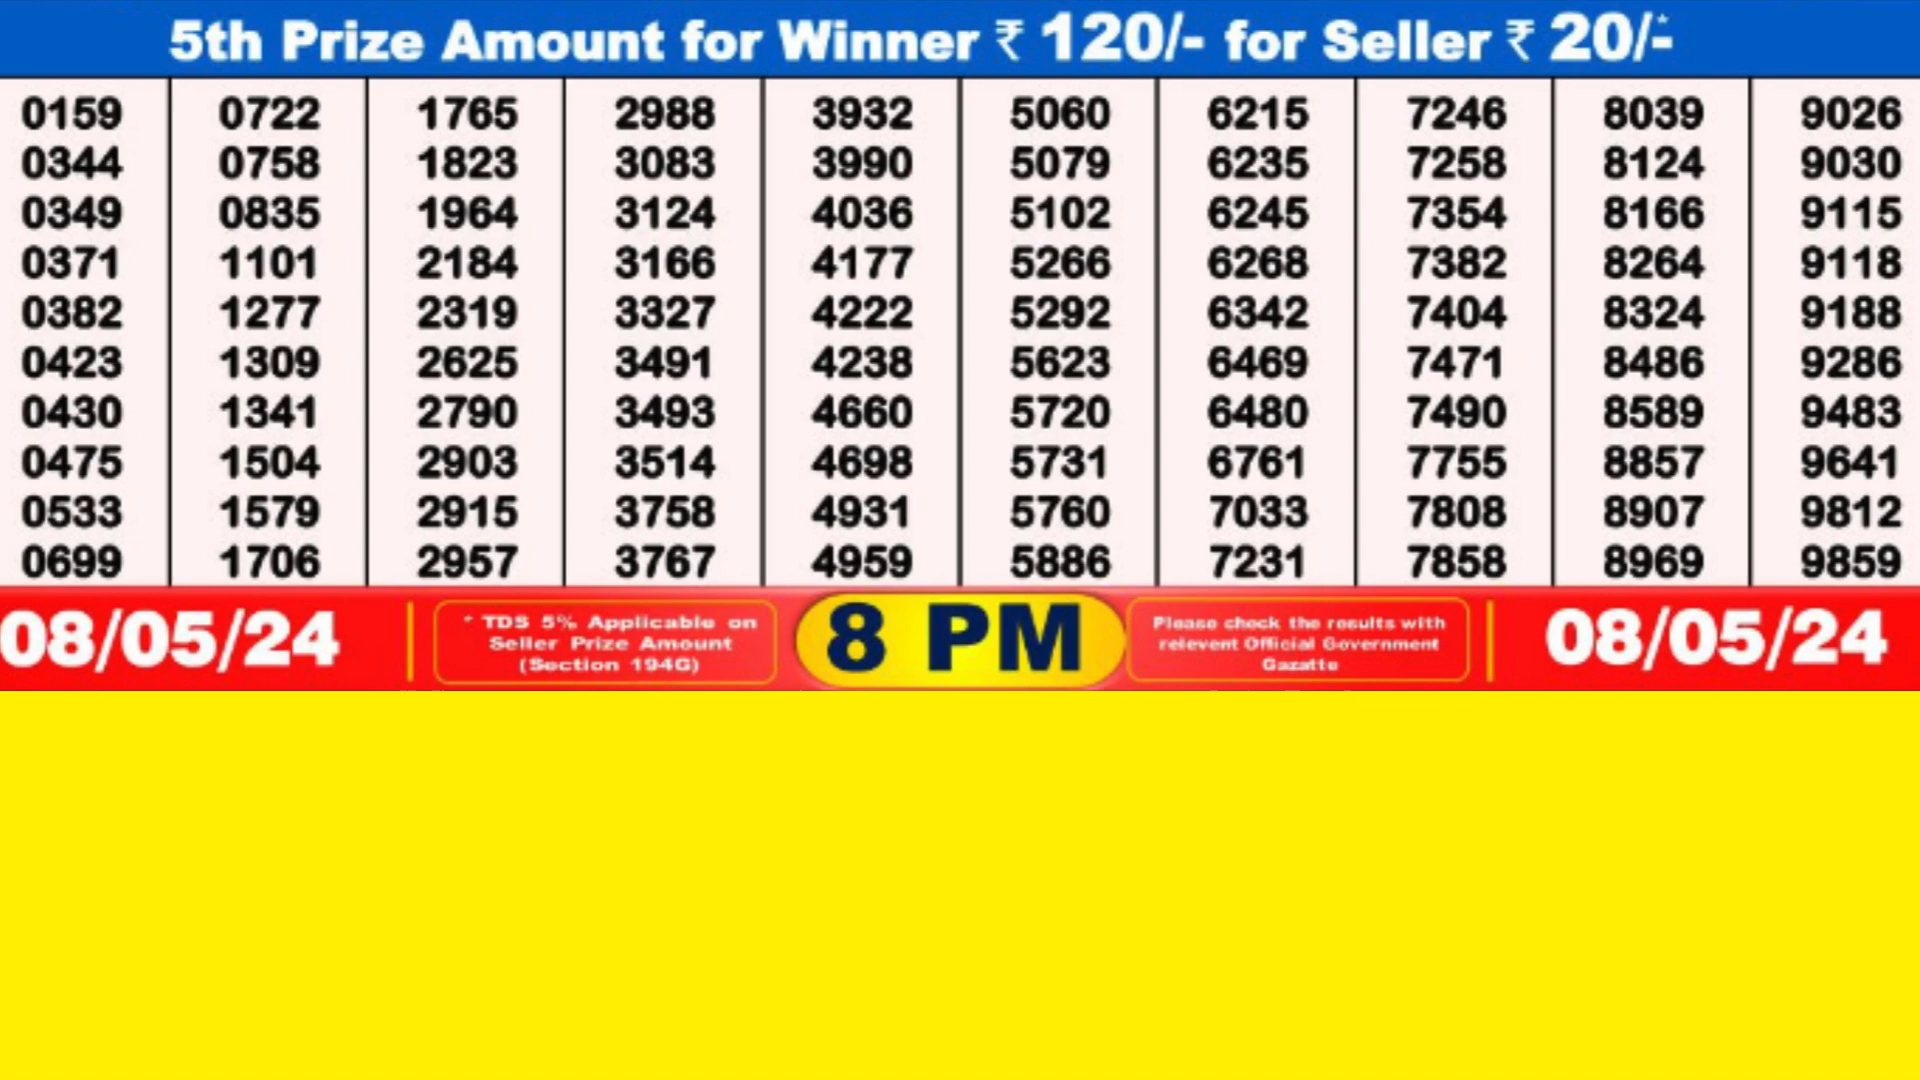 5th Prize Amount for Winner ₹ 120/- for Seller ₹ 20/-*
0159 0722 1765 2988 3932 5060 6215 7246 8039 9026
0344 0758 1823 3083 3990 5079 6235 7258 8124 9030
0349 0835 1964 3124 4036 5102 6245 7354 8166 9115
0371 1101 2184 3166 4177 5266 6268 7382 8264 9118
0382 1277 2319 3327 4222 5292 6342 7404 8324 9188
0423 1309 2625 3491 4238 5623 6469 7471 8486 9286
0430 1341 2790 3493 4660 5720 6480 7490 8589 9483
0475 1504 2903 3514 4698 5731 6761 7755 8857 9641
0533 1579 2915 3758 4931 5760 7033 7808 8907 9812
0699 1706 2957 3767 4959 5886 7231 7858 8969 9859
08/05/24
* TDS 5% Applicable on
Seller Prize Amount
(Section 194G)
8 PM
Please check the results with
relevent Official Government
Gazatte
08/05/24